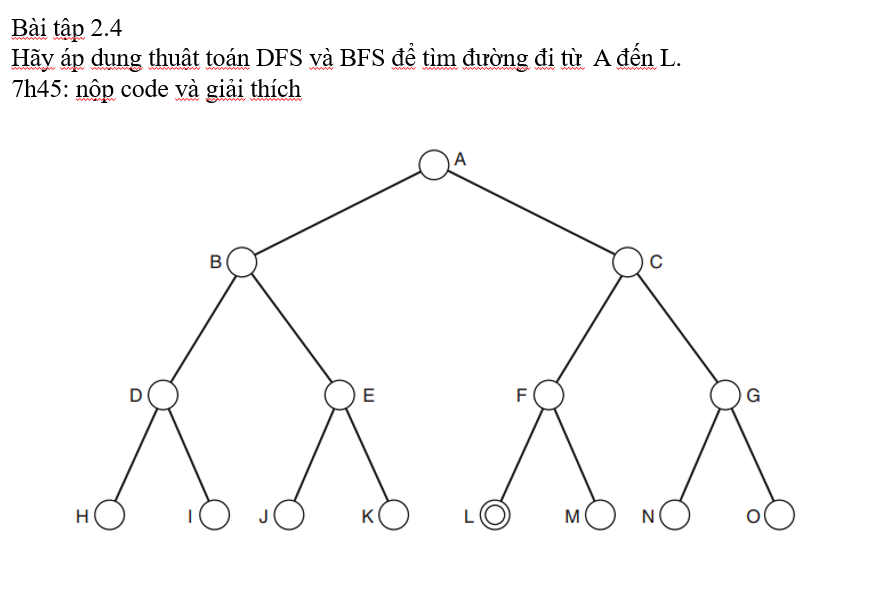 Bài tập 2.4
Hãy áp dụng thuật toán DFS và BFS để tìm đường đi từ A đến L.
7h45: nộp code và giải thích
A
B
C
D
E
F
G
H
I
J
K
L
M
N
O